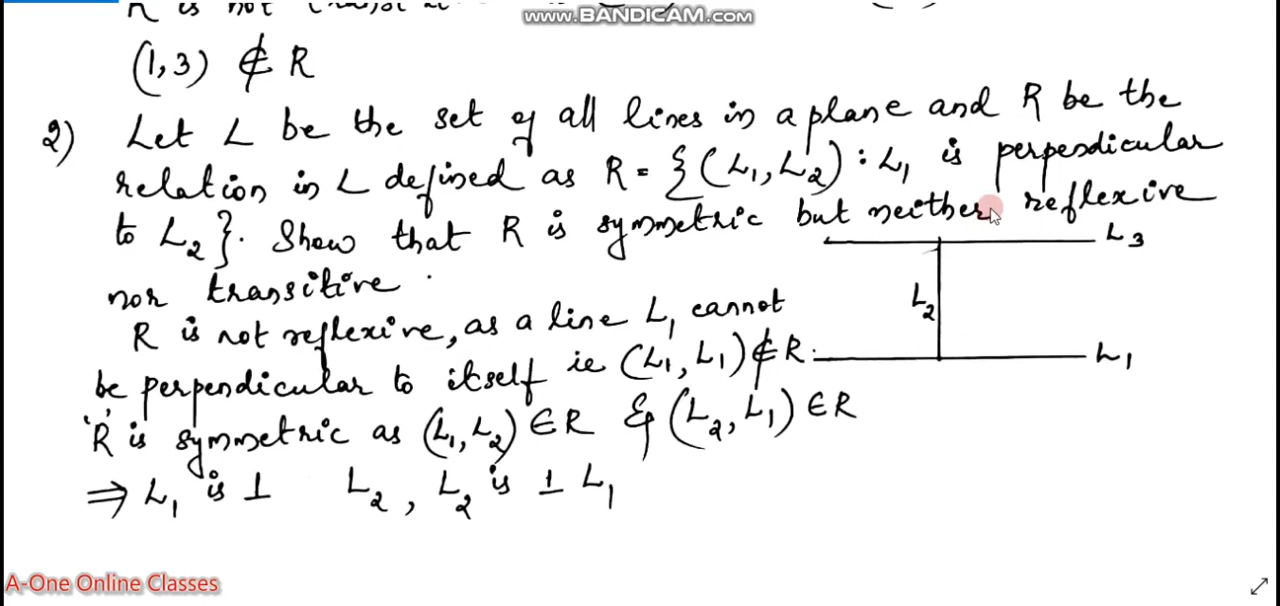 WWW.BANDICAM.COM
R is not
(1,3) ∉ R
2) Let L be the set of all lines in a plane and R be the
relation in L defined as R = {(L₁, L₂) : L₁ is perpendicular
to L₂}. Show that R is symmetric but neither reflexive
nor transitive.
L₃
L₂
L₁
R is not reflexive, as a line L₁ cannot
be perpendicular to itself ie (L₁, L₁) ∉ R.
'R' is symmetric as (L₁, L₂) ∈ R & (L₂, L₁) ∈ R
⇒ L₁ is ⊥ L₂, L₂ is ⊥ L₁
A-One Online Classes